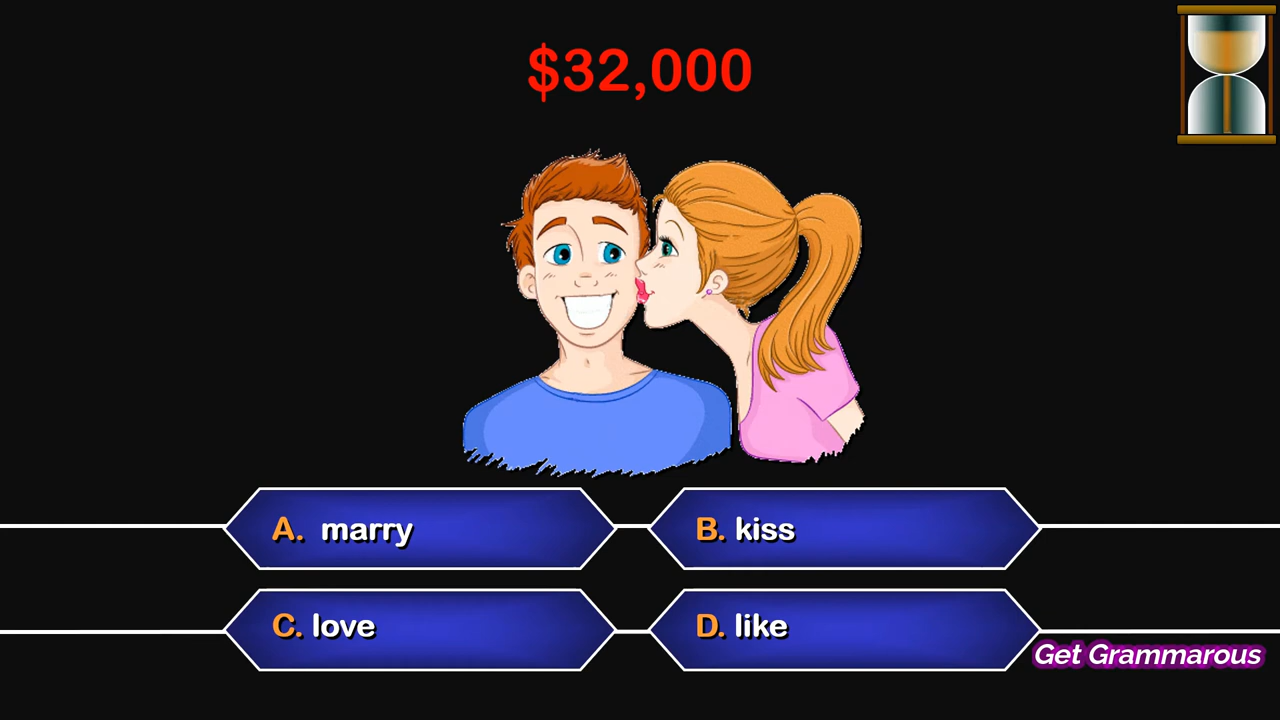 $32,000
A. marry
B. kiss
C. love
D. like
Get Grammarous